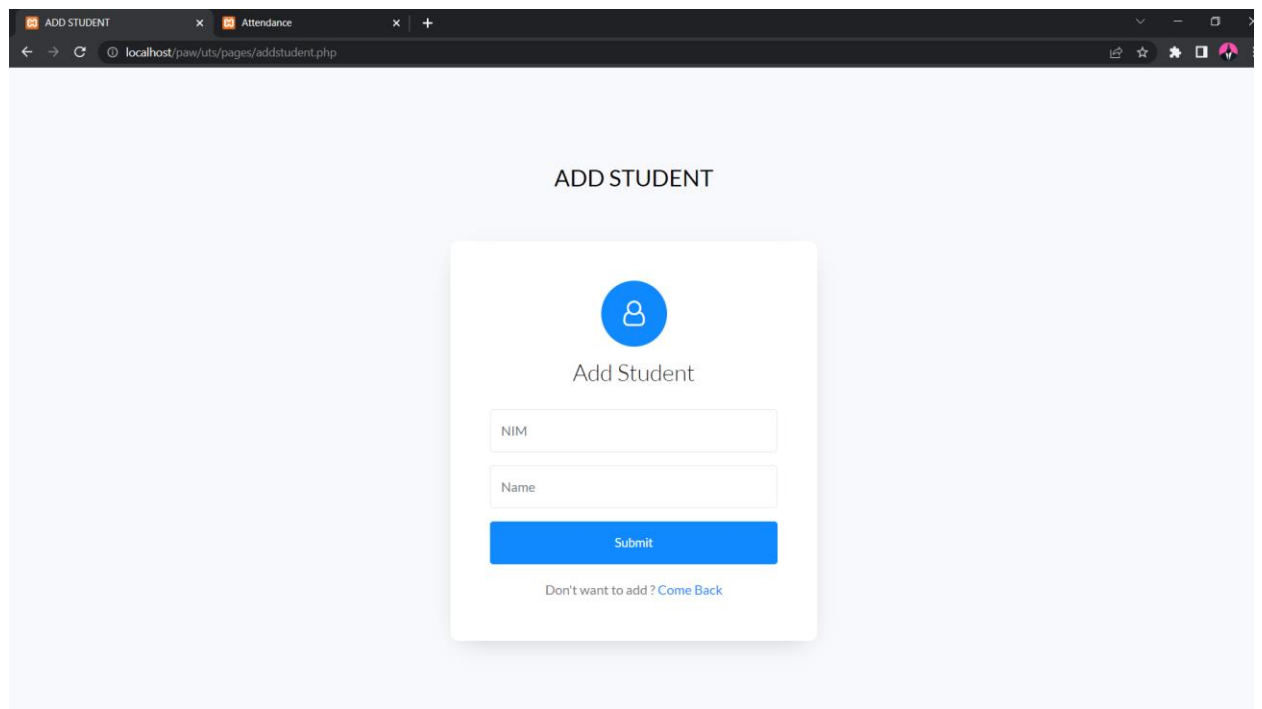 ADD STUDENT
Attendance
localhost/paw/uts/pages/addstudent.php
ADD STUDENT
Add Student
NIM
Name
Submit
Don't want to add ? Come Back